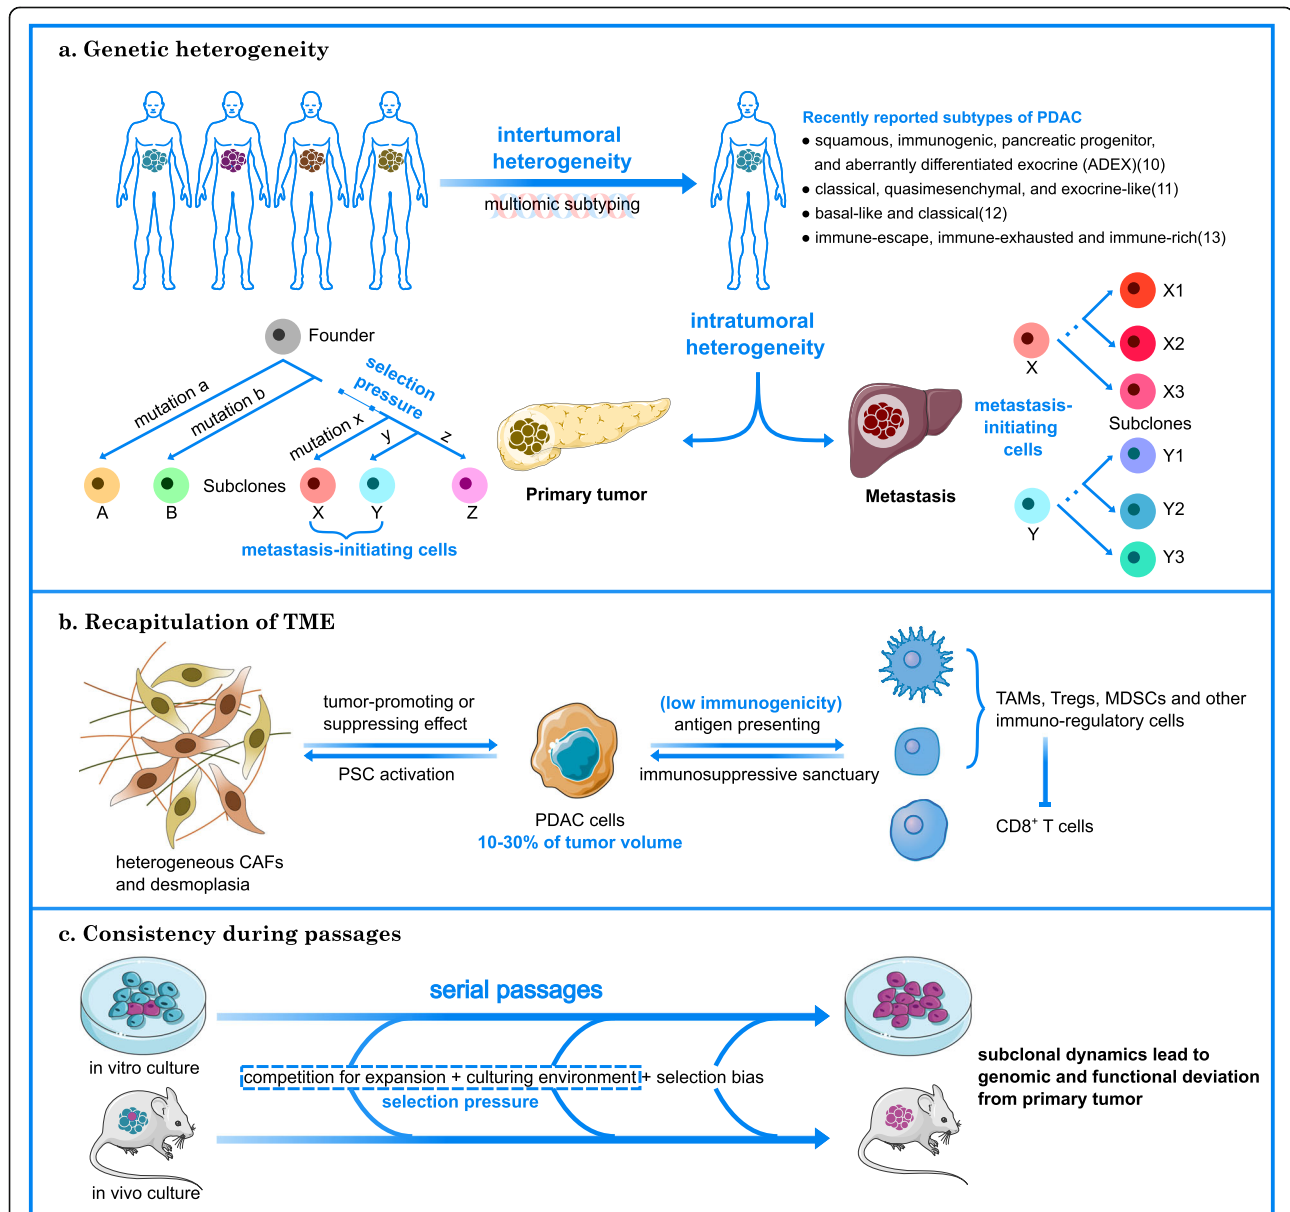 a. Genetic heterogeneity
intertumoral
heterogeneity
multiomic subtyping
Recently reported subtypes of PDAC
● squamous, immunogenic, pancreatic progenitor,
and aberrantly differentiated exocrine (ADEX)(10)
● classical, quasimesenchymal, and exocrine-like(11)
● basal-like and classical(12)
● immune-escape, immune-exhausted and immune-rich(13)
Founder
mutation a
mutation b
selection
pressure
mutation x
y
z
A
B
Subclones
X
Y
Z
metastasis-initiating cells
intratumoral
heterogeneity
Primary tumor
Metastasis
X
X1
X2
X3
Subclones
metastasis-
initiating
cells
Y
Y1
Y2
Y3
b. Recapitulation of TME
heterogeneous CAFs
and desmoplasia
tumor-promoting or
suppressing effect
PSC activation
PDAC cells
10-30% of tumor volume
(low immunogenicity)
antigen presenting
immunosuppressive sanctuary
TAMs, Tregs, MDSCs and other
immuno-regulatory cells
CD8⁺ T cells
c. Consistency during passages
in vitro culture
in vivo culture
serial passages
competition for expansion + culturing environment + selection bias
selection pressure
subclonal dynamics lead to
genomic and functional deviation
from primary tumor